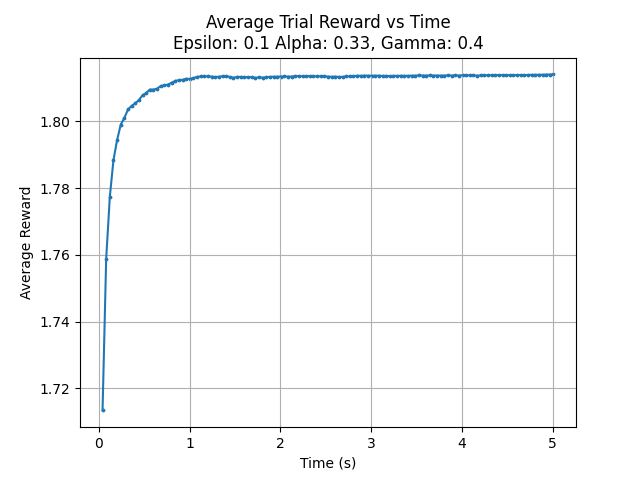 Average Trial Reward vs Time
Epsilon: 0.1 Alpha: 0.33, Gamma: 0.4
1.80
1.78
1.76
1.74
1.72
Average Reward
0 1 2 3 4 5
Time (s)